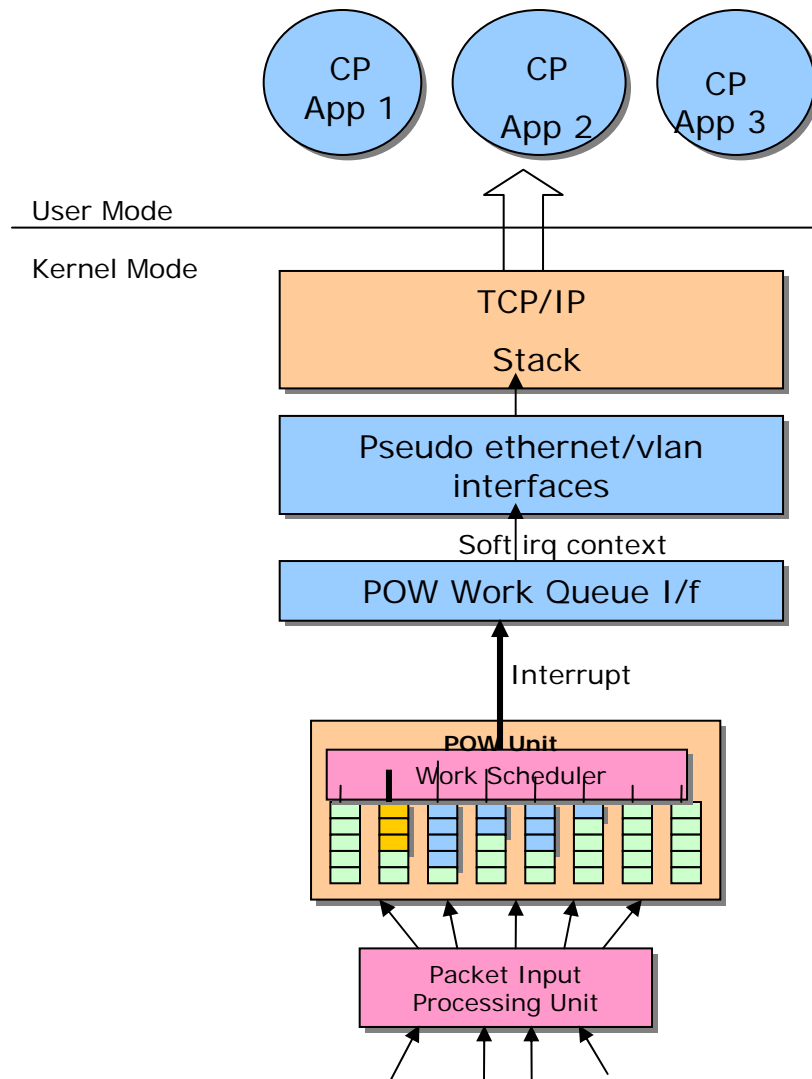 CP
App 1
CP
App 2
CP
App 3
User Mode
Kernel Mode
TCP/IP
Stack
Pseudo ethernet/vlan
interfaces
Soft irq context
POW Work Queue I/f
Interrupt
POW Unit
Work Scheduler
Packet Input
Processing Unit